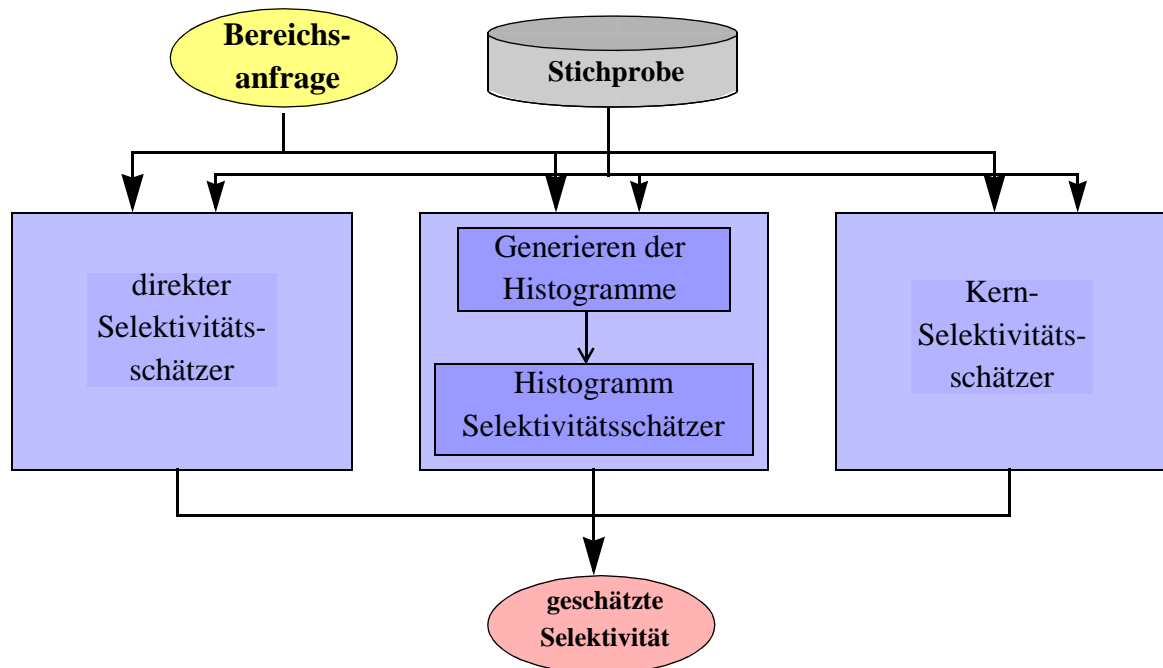 Bereichs-
anfrage
Stichprobe
direkter
Selektivitäts-
schätzer
Generieren der
Histogramme
Histogramm
Selektivitätsschätzer
Kern-
Selektivitäts-
schätzer
geschätzte
Selektivität